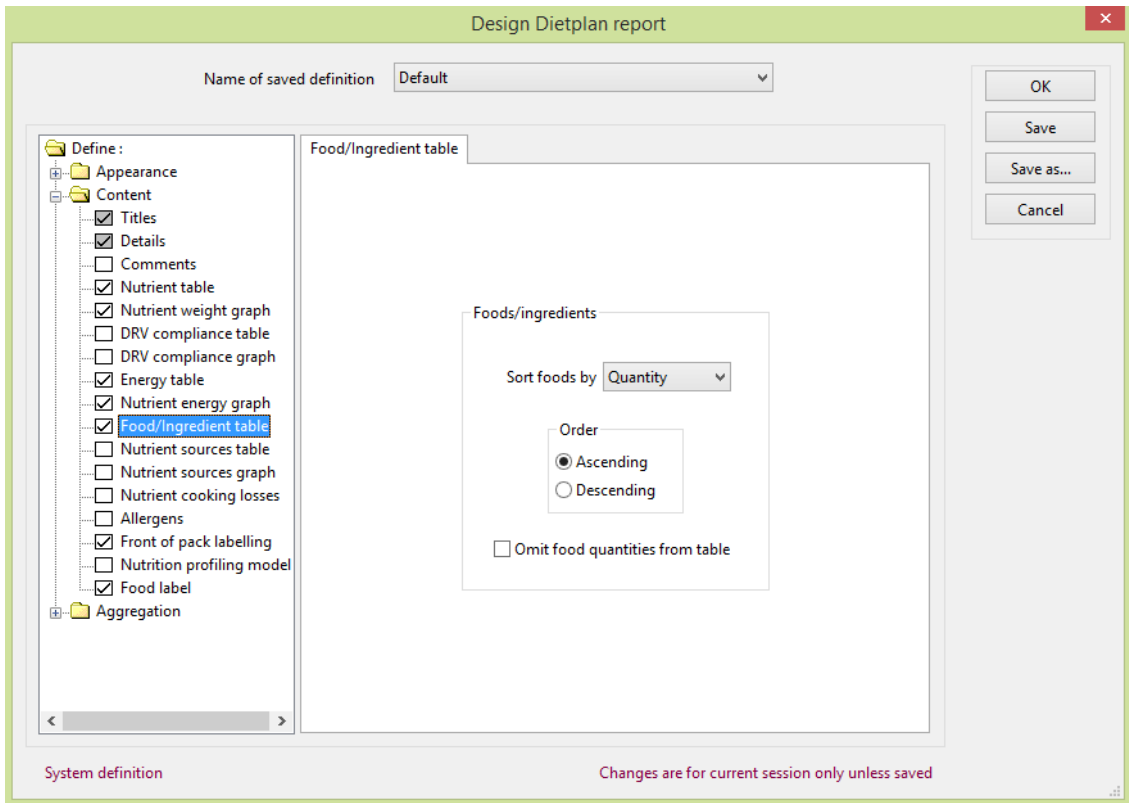 Design Dietplan report
Name of saved definition Default
OK
Save
Save as...
Cancel
Define :
Appearance
Content
Titles
Details
Comments
Nutrient table
Nutrient weight graph
DRV compliance table
DRV compliance graph
Energy table
Nutrient energy graph
Food/Ingredient table
Nutrient sources table
Nutrient sources graph
Nutrient cooking losses
Allergens
Front of pack labelling
Nutrition profiling model
Food label
Aggregation
Food/Ingredient table
Foods/ingredients
Sort foods by Quantity
Order
Ascending
Descending
Omit food quantities from table
System definition
Changes are for current session only unless saved